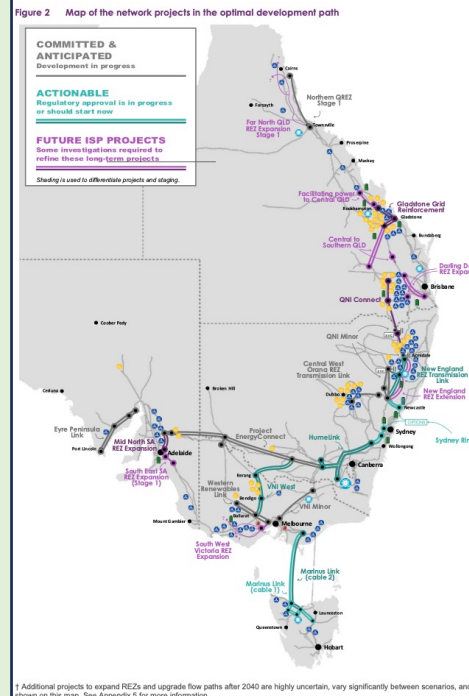 Figure 2 Map of the network projects in the optimal development path
COMMITTED &
ANTICIPATED
Development in progress
ACTIONABLE
Regulatory approval is in progress
or should start now
FUTURE ISP PROJECTS
Some investigations required to
refine these long-term projects
Shading is used to differentiate projects and staging.
Cairns
Northern QREZ
Stage 1
Forsyth
Townsville
Far North QLD
REZ Expansion
Stage 1
Proserpine
Mackay
Facilitating power
to Central QLD
Rockhampton
Gladstone Grid
Reinforcement
Gladstone
Central to
Southern QLD
Bundaberg
Darling D
REZ Expa
Brisbane
QNI Connect
Coober Pedy
QNI Minor
Armidale
Central West
Orana REZ
Transmission Link
New England
REZ Transmission
Link
Ceduna
Broken Hill
Dubbo
New England
REZ Extension
Newcastle
Eyre Peninsula
Link
Mid North SA
REZ Expansion
Project
EnergyConnect
HumeLink
Sydney
Sydney Rin
Port Lincoln
Adelaide
Wollongong
South East SA
REZ Expansion
(Stage 1)
Western
Renewables
Link
Kerang
VNI West
Canberra
Bendigo
VNI Minor
Mount Gambier
Ballarat
Melbourne
South West
Victoria REZ
Expansion
Marinus Link
(cable 2)
Marinus Link
(cable 1)
Launceston
Queenstown
Hobart
† Additional projects to expand REZs and upgrade flow paths after 2040 are highly uncertain, vary significantly between scenarios, and
shown on this map. See Appendix 5 for more information.